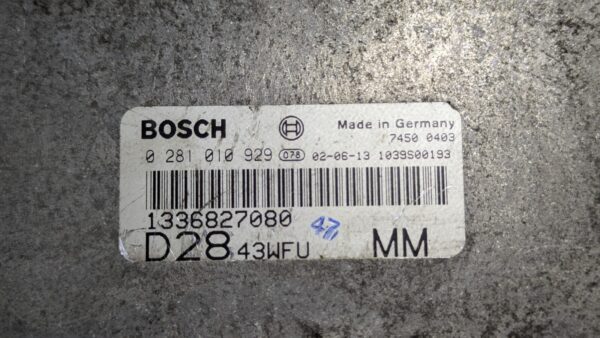 BOSCH Made in Germany
7450 0403
0 281 010 929 078 02-06-13 1039S00193
1336827080 47
D28 43WFU MM